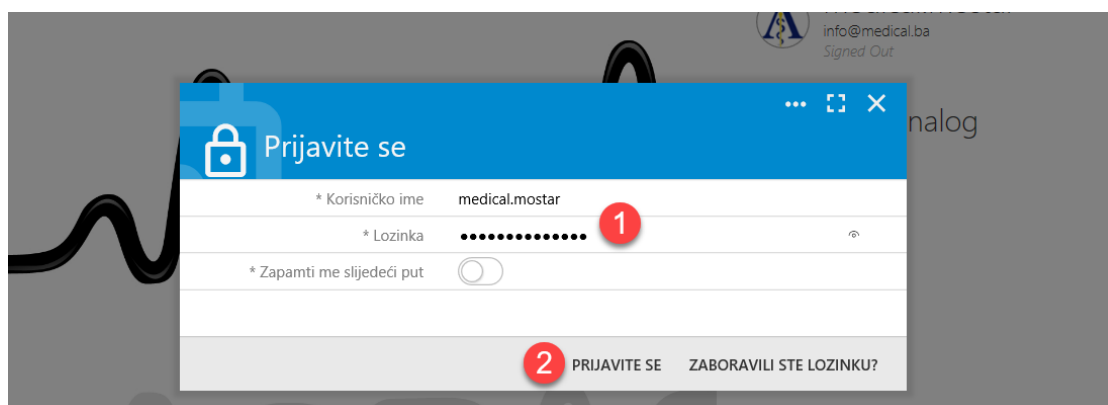 info@medical.ba
Signed Out
nalog
Prijavite se
* Korisničko ime medical.mostar
* Lozinka
1
* Zapamti me slijedeći put
2 PRIJAVITE SE ZABORAVILI STE LOZINKU?